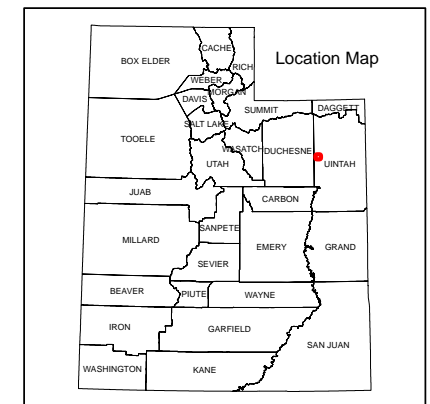 Location Map
BOX ELDER
CACHE
RICH
WEBER
MORGAN
DAVIS
SUMMIT
DAGGETT
SALT LAKE
TOOELE
WASATCH
DUCHESNE
UINTAH
UTAH
JUAB
CARBON
SANPETE
MILLARD
EMERY
GRAND
SEVIER
BEAVER
PIUTE
WAYNE
IRON
GARFIELD
SAN JUAN
WASHINGTON
KANE